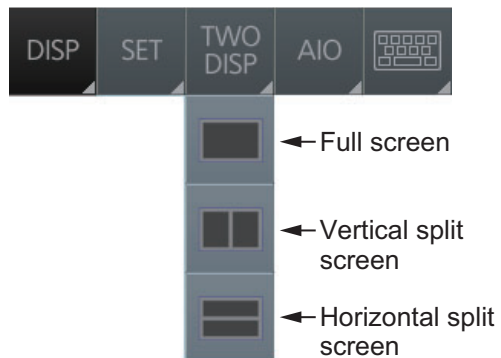 DISP SET TWO DISP AIO
Full screen
Vertical split
screen
Horizontal split
screen